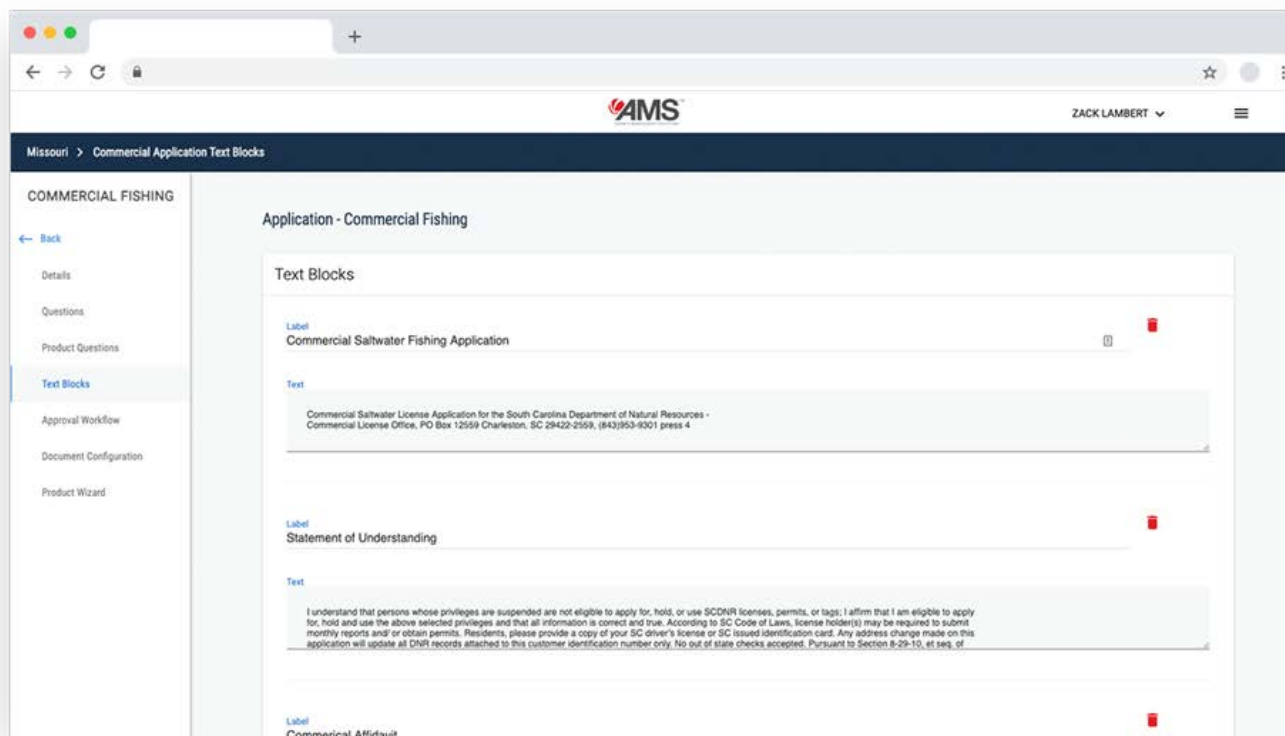 AMS
ZACK LAMBERT
Missouri > Commercial Application Text Blocks
COMMERCIAL FISHING
← Back
Details
Questions
Product Questions
Text Blocks
Approval Workflow
Document Configuration
Product Wizard
Application - Commercial Fishing
Text Blocks
Label
Commercial Saltwater Fishing Application
Text
Commercial Saltwater License Application for the South Carolina Department of Natural Resources -
Commercial License Office, PO Box 12559 Charleston, SC 29422-2559, (843)953-9301 press 4
Label
Statement of Understanding
Text
I understand that persons whose privileges are suspended are not eligible to apply for, hold, or use SCDNR licenses, permits, or tags; I affirm that I am eligible to apply
for, hold and use the above selected privileges and that all information is correct and true. According to SC Code of Laws, license holder(s) may be required to submit
monthly reports and/ or obtain permits. Residents, please provide a copy of your SC driver's license or SC issued identification card. Any address change made on this
application will update all DNR records attached to this customer identification number only. No out of state checks accepted. Pursuant to Section 8-29-10, et seq. of
Label
Commerical Affidavit